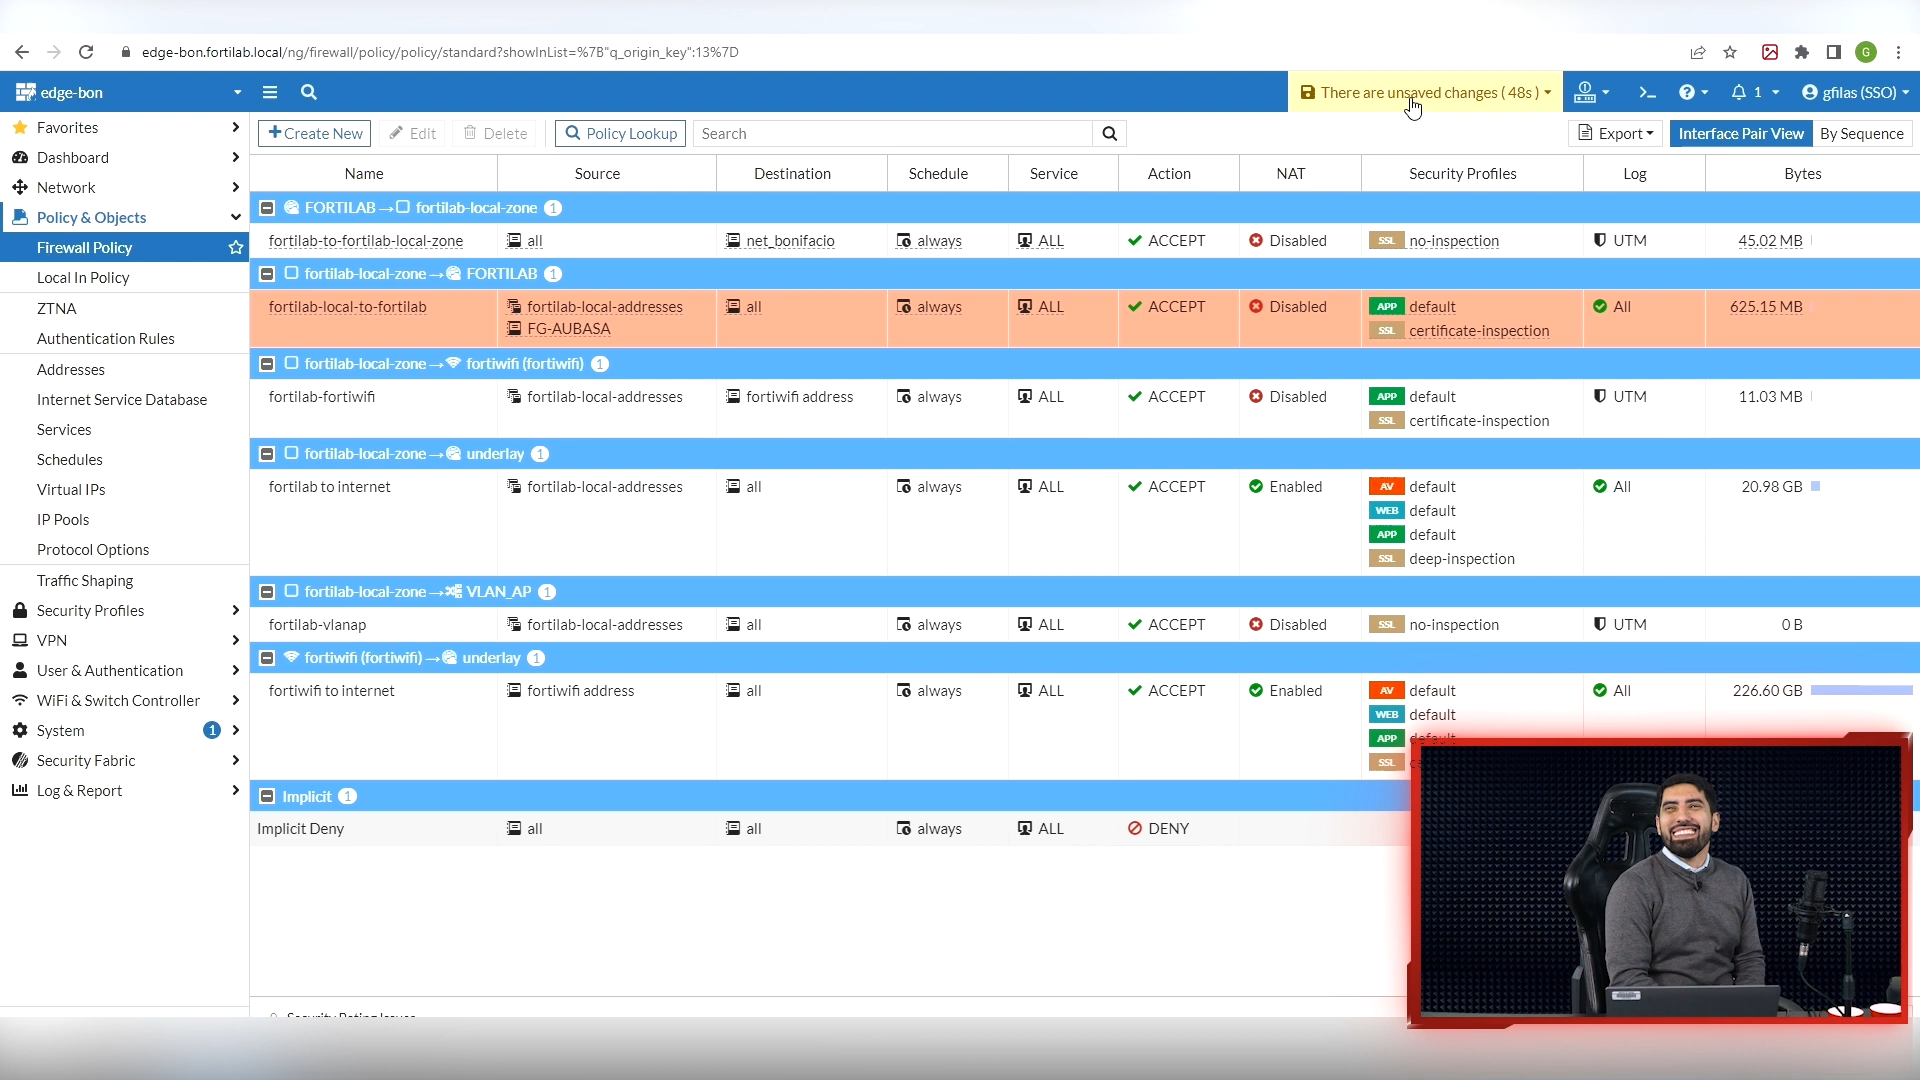 edge-bon.fortilab.local/ng/firewall/policy/policy/standard?showInList=%7B"q_origin_key":13%7D
G
edge-bon
There are unsaved changes ( 48s )
1
gfilas (SSO)
Favorites
Dashboard
Network
Policy & Objects
Firewall Policy
Local In Policy
ZTNA
Authentication Rules
Addresses
Internet Service Database
Services
Schedules
Virtual IPs
IP Pools
Protocol Options
Traffic Shaping
Security Profiles
VPN
User & Authentication
WiFi & Switch Controller
System 1
Security Fabric
Log & Report
Create New Edit Delete Policy Lookup Search Export Interface Pair View By Sequence
Name Source Destination Schedule Service Action NAT Security Profiles Log Bytes
FORTILAB → fortilab-local-zone 1
fortilab-to-fortilab-local-zone all net_bonifacio always ALL ACCEPT Disabled SSL no-inspection UTM 45.02 MB
fortilab-local-zone → FORTILAB 1
fortilab-local-to-fortilab fortilab-local-addresses all always ALL ACCEPT Disabled APP default All 625.15 MB
FG-AUBASA SSL certificate-inspection
fortilab-local-zone → fortiwifi (fortiwifi) 1
fortilab-fortiwifi fortilab-local-addresses fortiwifi address always ALL ACCEPT Disabled APP default UTM 11.03 MB
SSL certificate-inspection
fortilab-local-zone → underlay 1
fortilab to internet fortilab-local-addresses all always ALL ACCEPT Enabled AV default All 20.98 GB
WEB default
APP default
SSL deep-inspection
fortilab-local-zone → VLAN_AP 1
fortilab-vlanap fortilab-local-addresses all always ALL ACCEPT Disabled SSL no-inspection UTM 0 B
fortiwifi (fortiwifi) → underlay 1
fortiwifi to internet fortiwifi address all always ALL ACCEPT Enabled AV default All 226.60 GB
WEB default
APP default
SSL
Implicit 1
Implicit Deny all all always ALL DENY
Security Rating Issues